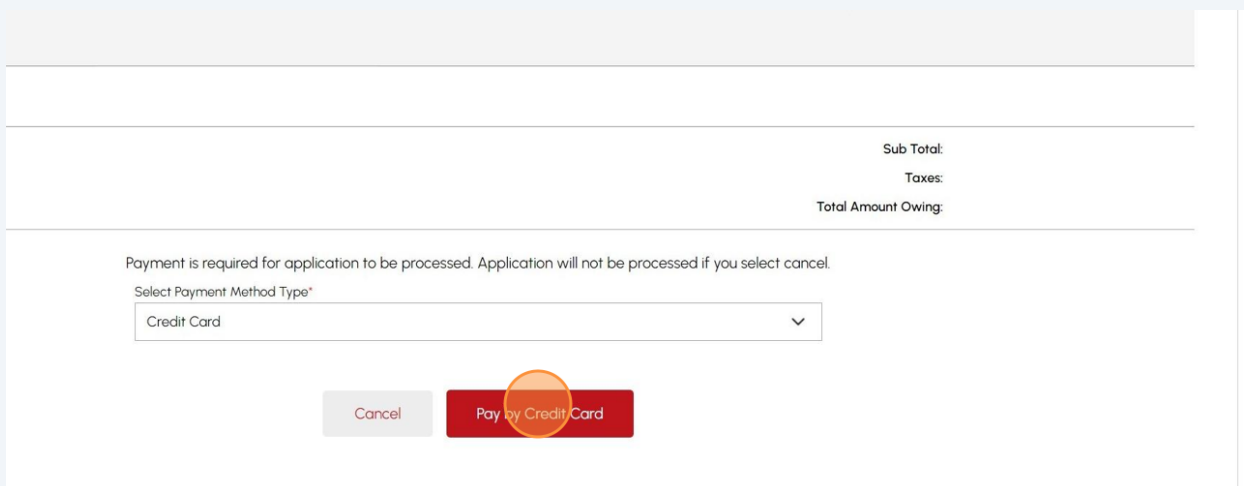 Sub Total:
Taxes:
Total Amount Owing:
Payment is required for application to be processed. Application will not be processed if you select cancel.
Select Payment Method Type*
Credit Card
Cancel Pay by Credit Card